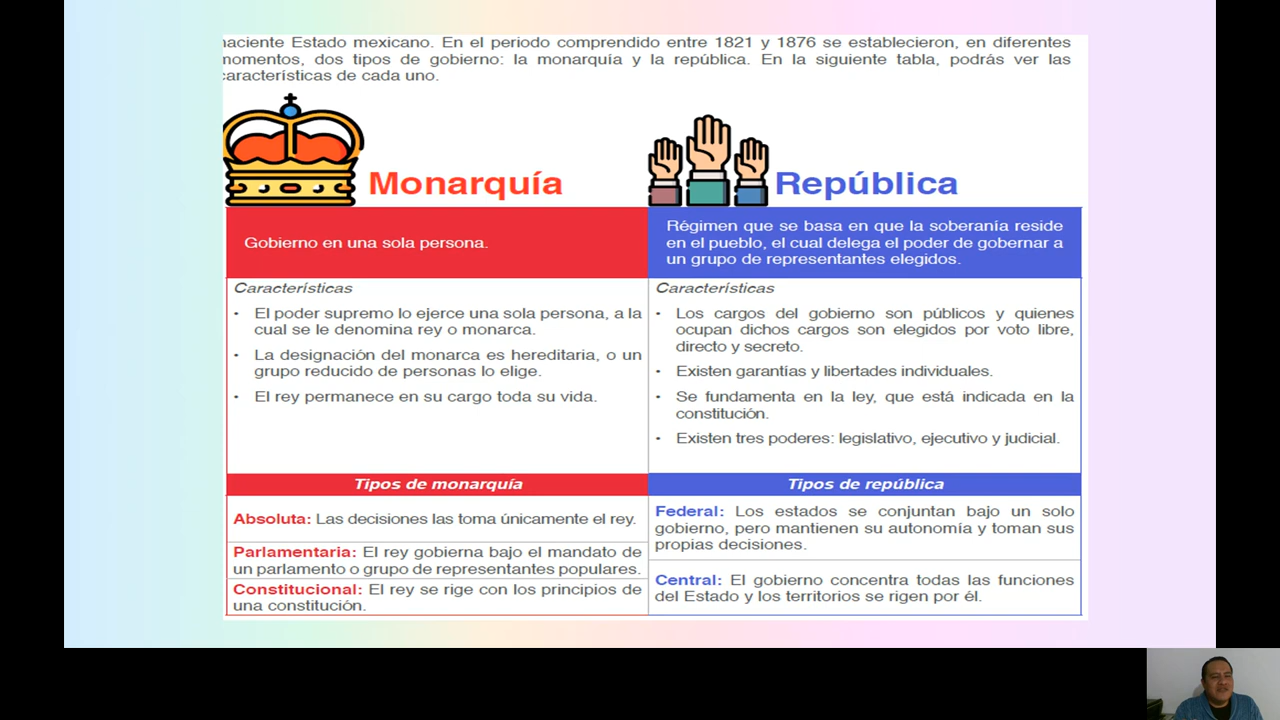 naciente Estado mexicano. En el periodo comprendido entre 1821 y 1876 se establecieron, en diferentes
momentos, dos tipos de gobierno: la monarquía y la república. En la siguiente tabla, podrás ver las
características de cada uno.
Monarquía
Gobierno en una sola persona.
Características
• El poder supremo lo ejerce una sola persona, a la
cual se le denomina rey o monarca.
• La designación del monarca es hereditaria, o un
grupo reducido de personas lo elige.
• El rey permanece en su cargo toda su vida.
Tipos de monarquía
Absoluta: Las decisiones las toma únicamente el rey.
Parlamentaria: El rey gobierna bajo el mandato de
un parlamento o grupo de representantes populares.
Constitucional: El rey se rige con los principios de
una constitución.
República
Régimen que se basa en que la soberanía reside
en el pueblo, el cual delega el poder de gobernar a
un grupo de representantes elegidos.
Características
• Los cargos del gobierno son públicos y quienes
ocupan dichos cargos son elegidos por voto libre,
directo y secreto.
• Existen garantías y libertades individuales.
• Se fundamenta en la ley, que está indicada en la
constitución.
• Existen tres poderes: legislativo, ejecutivo y judicial.
Tipos de república
Federal: Los estados se conjuntan bajo un solo
gobierno, pero mantienen su autonomía y toman sus
propias decisiones.
Central: El gobierno concentra todas las funciones
del Estado y los territorios se rigen por él.